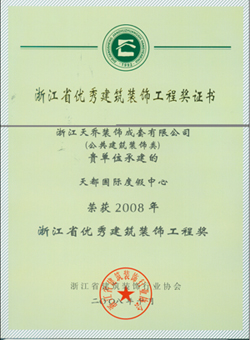 浙江省优秀建筑装饰工程奖证书
浙江天乔装饰成套有限公司
(公共建筑装饰类)
贵单位承建的
天都国际度假中心
荣获2008年
浙江省优秀建筑装饰工程奖
浙江省建筑装饰行业协会